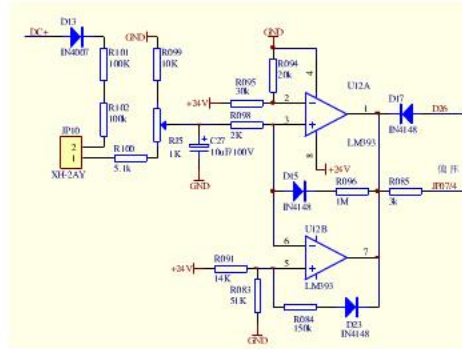 DC+
D13
IN4007
R101
100K
R102
100k
JP10
2
1
XH-2AY
R100
5.1k
GND
R099
10K
RJ5
1K
C27
10uF/100V
GND
+24V
R095
30k
R098
2K
GND
R094
20k
4
2
3
8
+24V
U12A
1
LM393
D17
IN4148
D26
D15
IN4148
R096
1M
R085
3k
偏压
JP07/4
U12B
6
5
7
LM393
+24V
R091
14K
R083
51K
GND
R084
150k
D23
IN4148